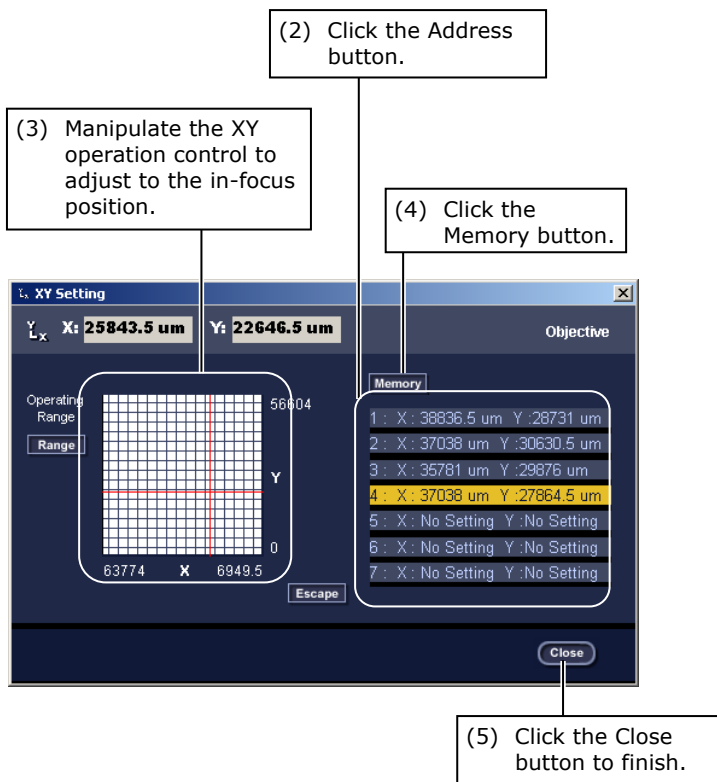 (2) Click the Address
button.
(3) Manipulate the XY
operation control to
adjust to the in-focus
position.
(4) Click the
Memory button.
XY Setting
Y
L x X: 25843.5 um Y: 22646.5 um
Objective
Memory
Operating
Range
Range
56604
Y
0
63774 X 6949.5
1 : X : 38836.5 um Y :28731 um
2 : X : 37038 um Y :30630.5 um
3 : X : 35781 um Y :29876 um
4 : X : 37038 um Y :27864.5 um
5 : X : No Setting Y :No Setting
6 : X : No Setting Y :No Setting
7 : X : No Setting Y :No Setting
Escape
Close
(5) Click the Close
button to finish.